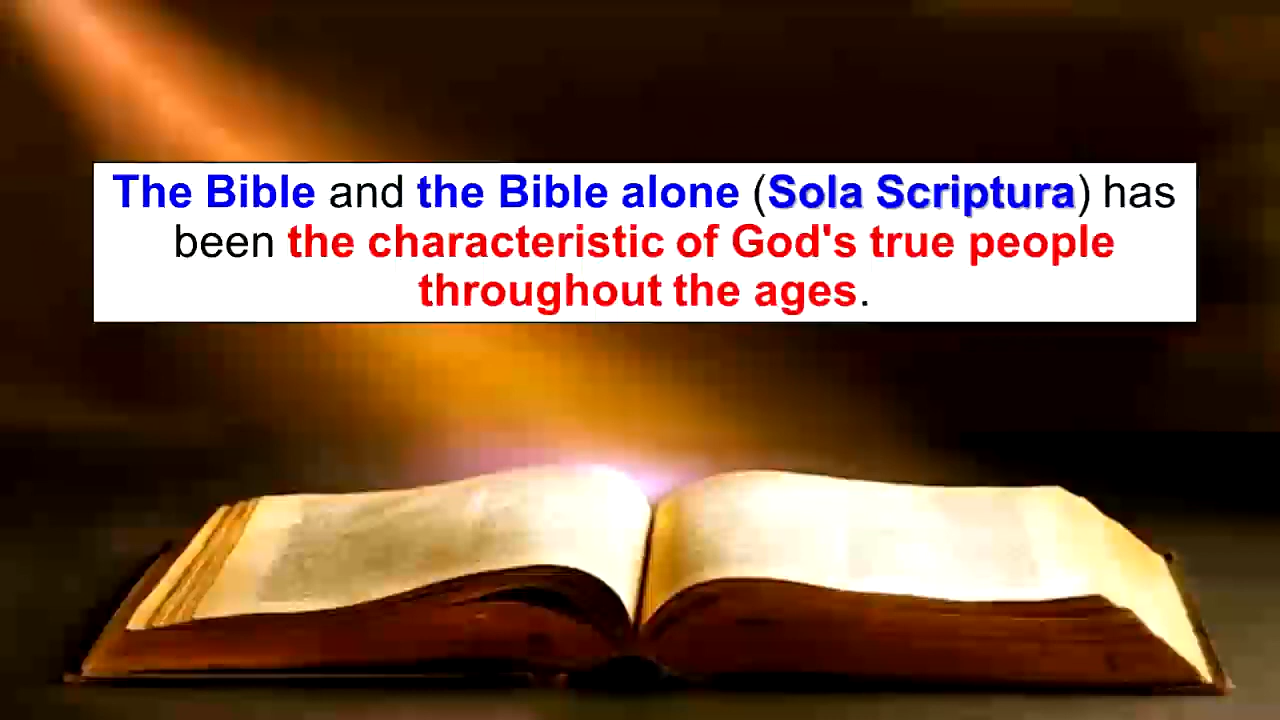 The Bible and the Bible alone (Sola Scriptura) has
been the characteristic of God's true people
throughout the ages.